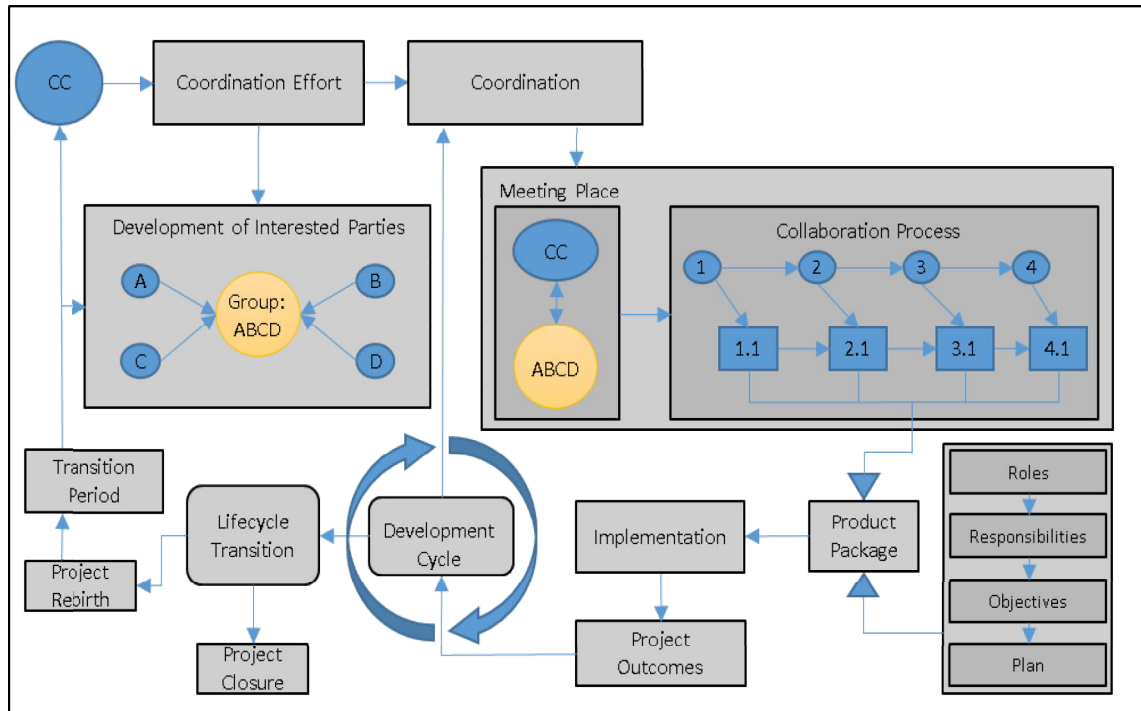 CC
Coordination Effort
Coordination
Meeting Place
Development of Interested Parties
A
B
Group:
ABCD
C
D
CC
ABCD
Collaboration Process
1
2
3
4
1.1
2.1
3.1
4.1
Transition
Period
Lifecycle
Transition
Development
Cycle
Implementation
Product
Package
Roles
Responsibilities
Objectives
Plan
Project
Rebirth
Project
Closure
Project
Outcomes